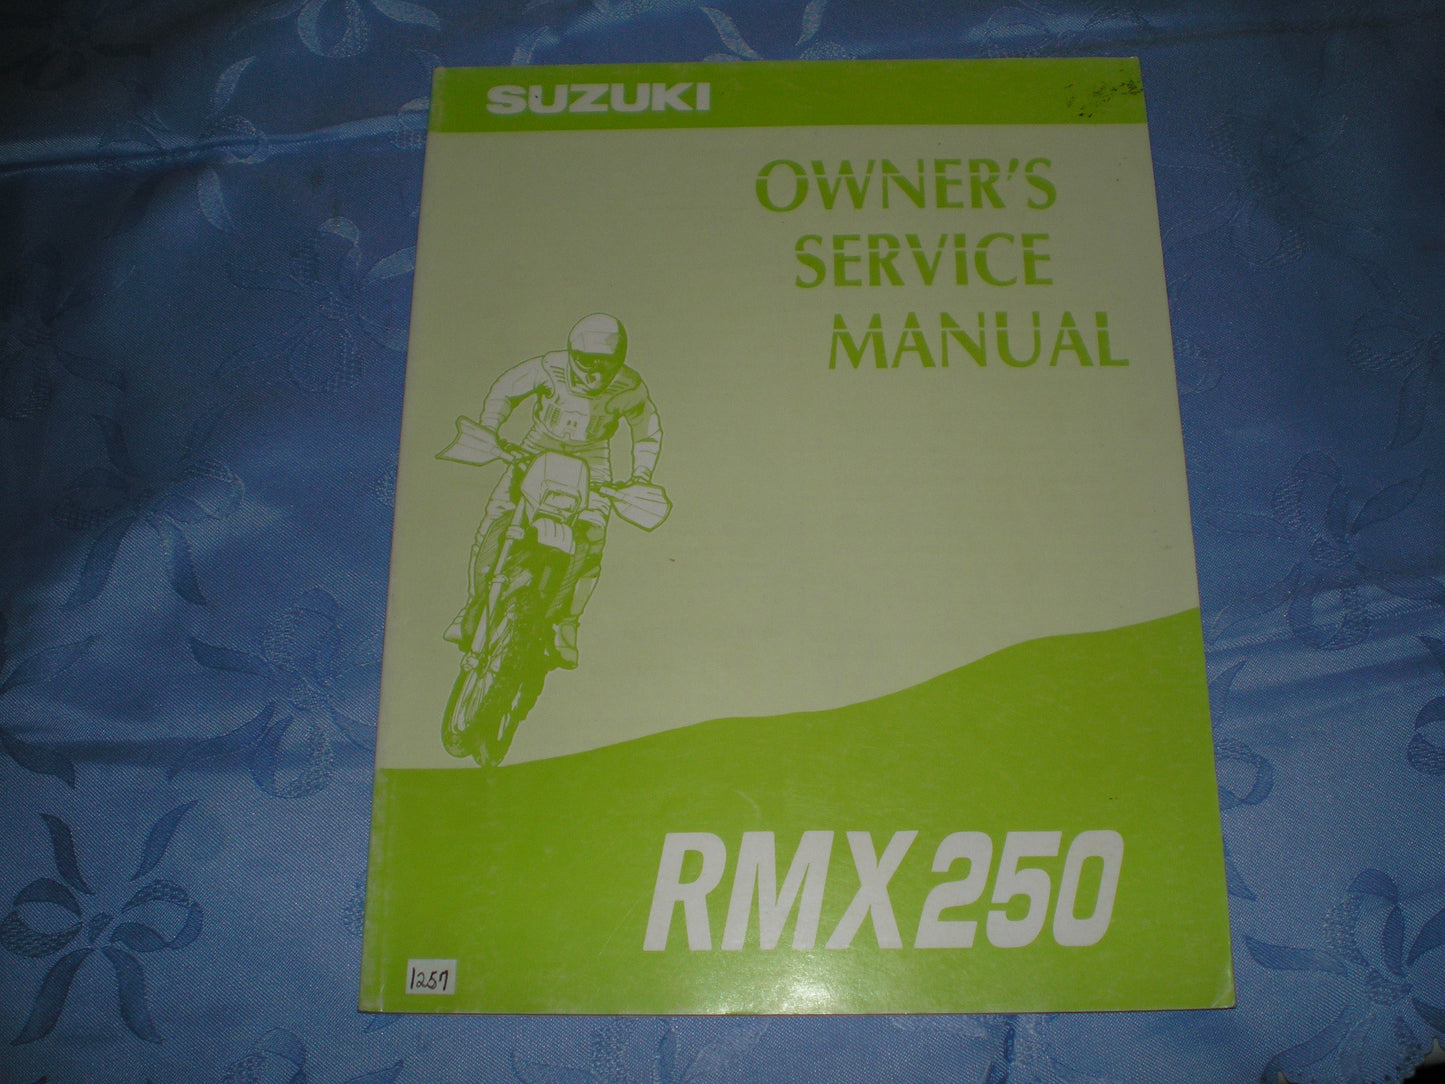 SUZUKI
OWNER'S
SERVICE
MANUAL
RMX250
1257